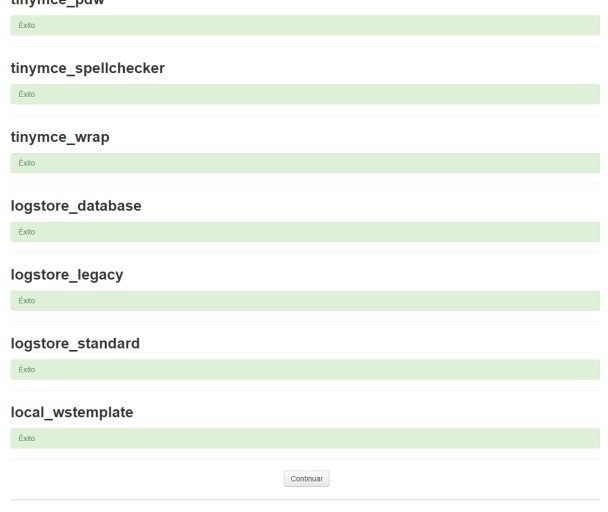 tinymce_pdw
Éxito
tinymce_spellchecker
Éxito
tinymce_wrap
Éxito
logstore_database
Éxito
logstore_legacy
Éxito
logstore_standard
Éxito
local_wstemplate
Éxito
Continuar